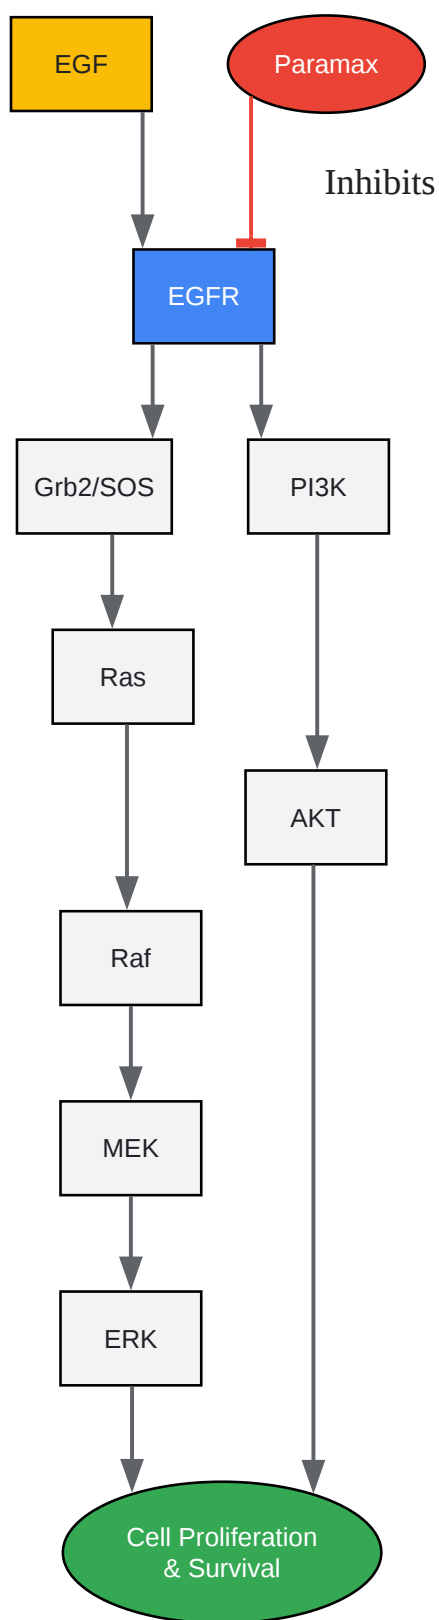 EGF
Paramax
Inhibits
EGFR
Grb2/SOS
PI3K
Ras
AKT
Raf
MEK
ERK
Cell Proliferation
& Survival